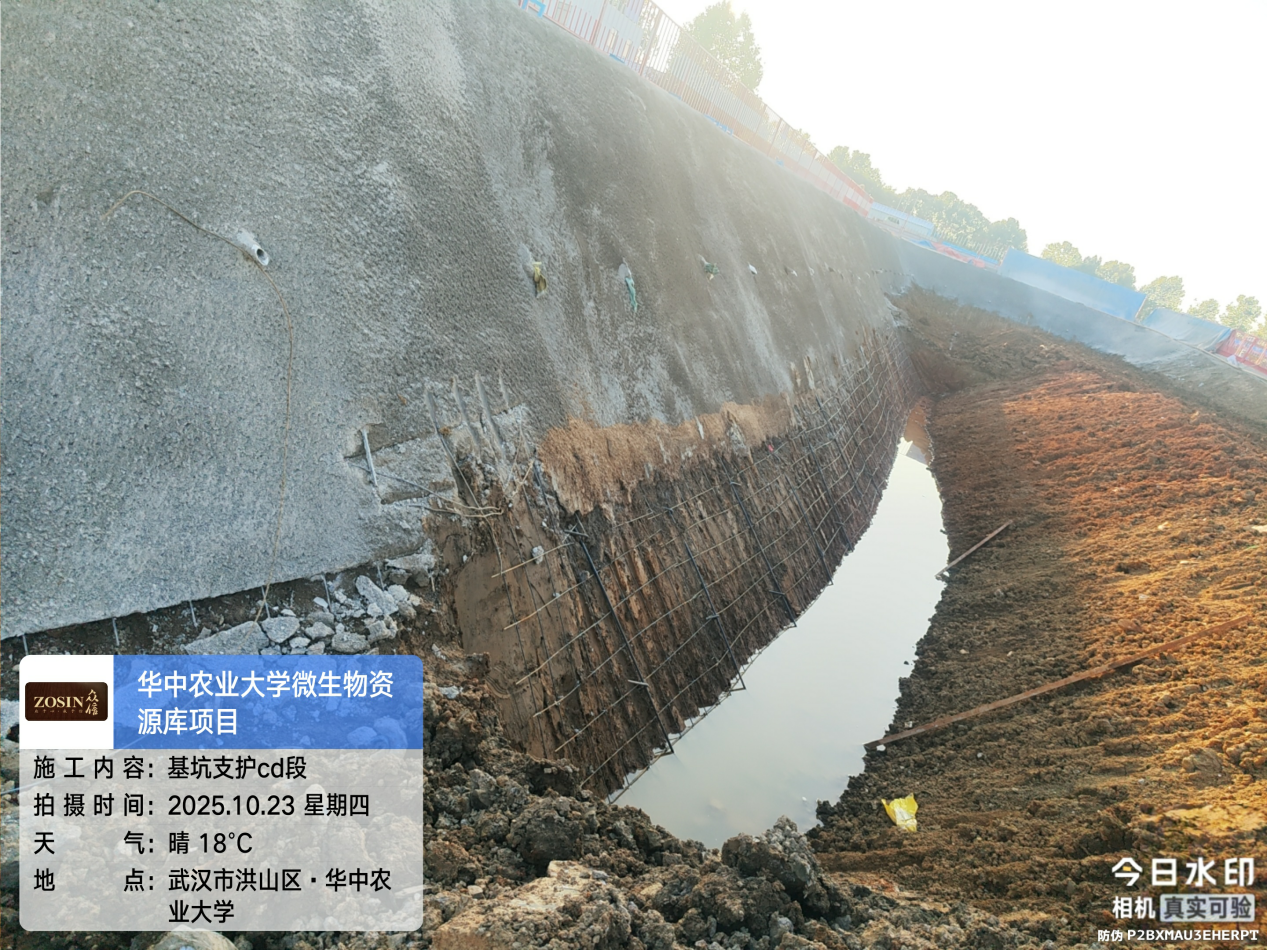 ZOSIN 众信
华中农业大学微生物资
源库项目
施工内容：基坑支护cd段
拍摄时间：2025.10.23 星期四
天气：晴 18℃
地点：武汉市洪山区·华中农
业大学
今日水印
相机 真实可验
防伪 P2BXMAU3EHERPT